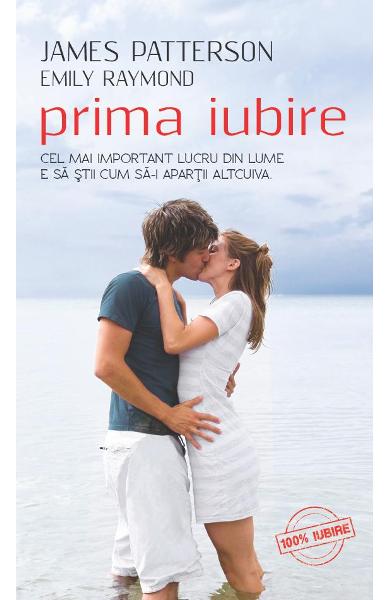 JAMES PATTERSON
EMILY RAYMOND
prima iubire
CEL MAI IMPORTANT LUCRU DIN LUME
E SĂ ŞTII CUM SĂ-I APARŢII ALTCUIVA.
100% IUBIRE